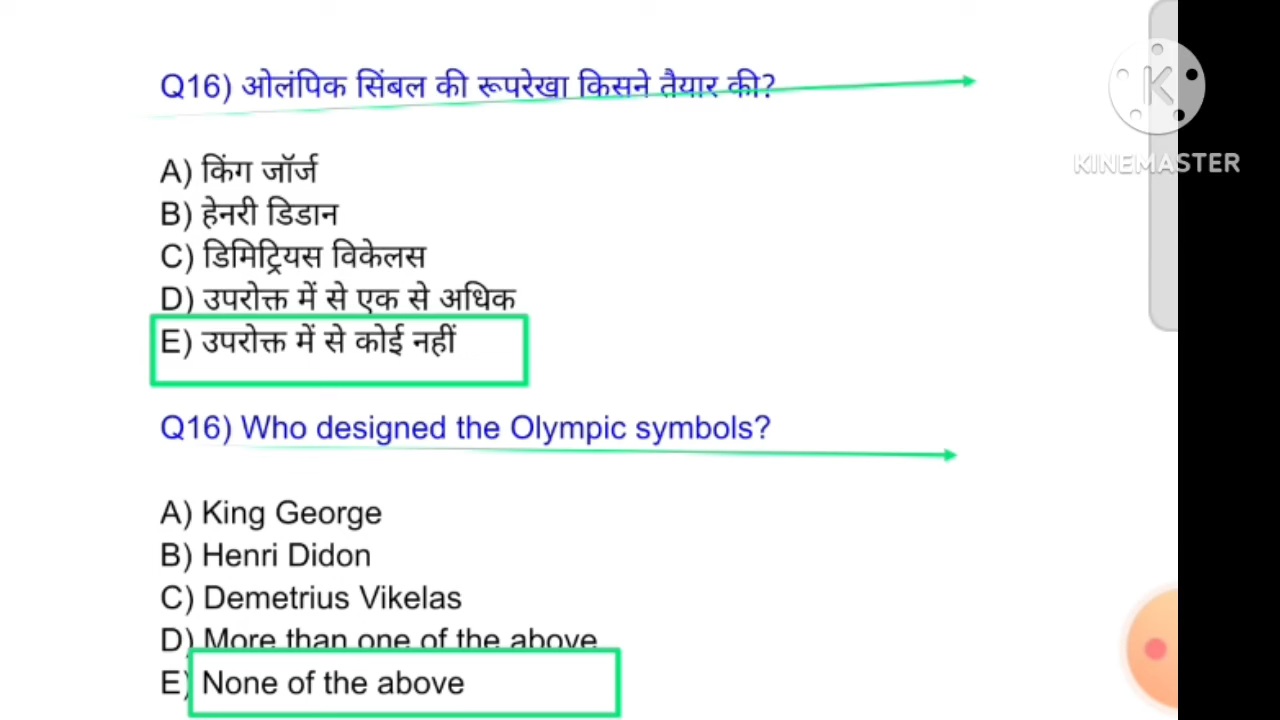 Q16) ओलंपिक सिंबल की रूपरेखा किसने तैयार की?
A) किंग जॉर्ज
B) हेनरी डिडान
C) डिमिट्रियस विकेलस
D) उपरोक्त में से एक से अधिक
E) उपरोक्त में से कोई नहीं
Q16) Who designed the Olympic symbols?
A) King George
B) Henri Didon
C) Demetrius Vikelas
D) More than one of the above
E) None of the above
K
KINEMASTER